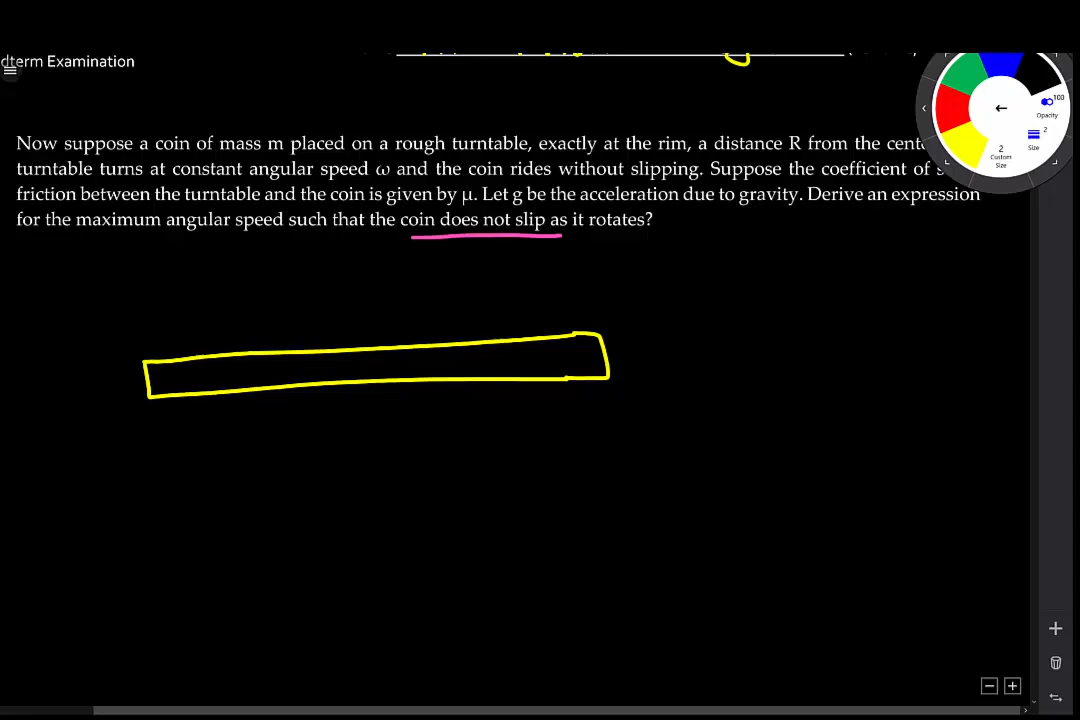 dterm Examination
Now suppose a coin of mass m placed on a rough turntable, exactly at the rim, a distance R from the
turntable turns at constant angular speed ω and the coin rides without slipping. Suppose the coefficient of
friction between the turntable and the coin is given by μ. Let g be the acceleration due to gravity. Derive an expression
for the maximum angular speed such that the coin does not slip as it rotates?
100
Opacity
2
Size
2
Custom
Size